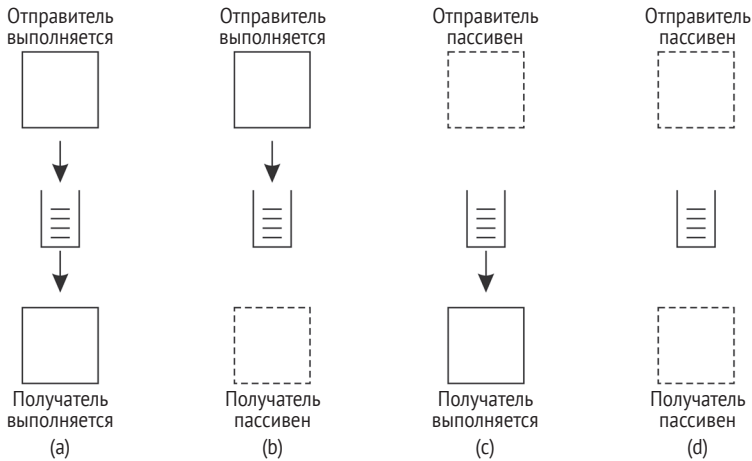 Отправитель
выполняется
Отправитель
выполняется
Отправитель
пассивен
Отправитель
пассивен
Получатель
выполняется
(a)
Получатель
пассивен
(b)
Получатель
выполняется
(c)
Получатель
пассивен
(d)